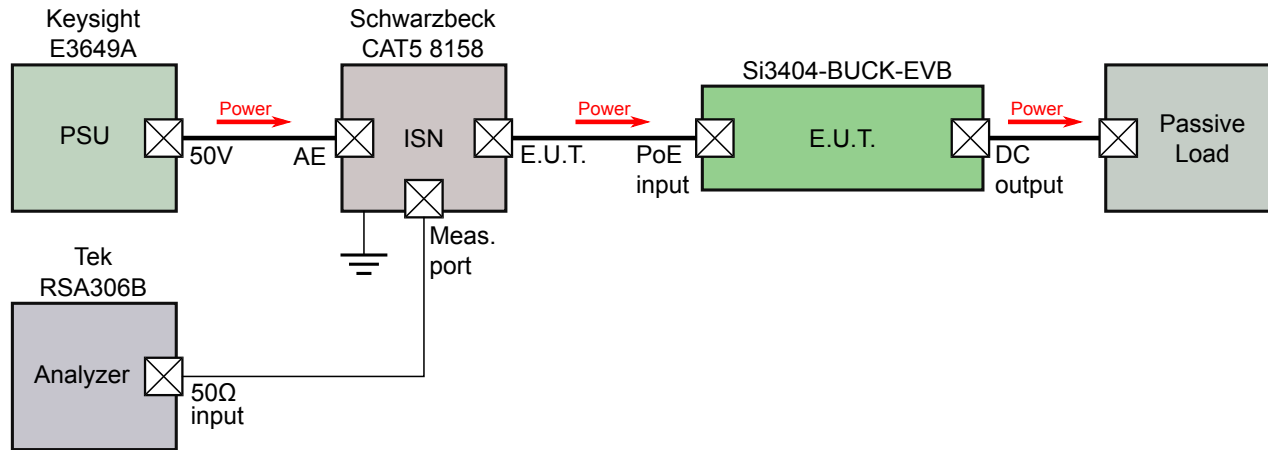 Keysight
E3649A
PSU
50V
Power
Schwarzbeck
CAT5 8158
AE
ISN
E.U.T.
Meas.
port
Power
Si3404-BUCK-EVB
PoE
input
E.U.T.
DC
output
Power
Passive
Load
Tek
RSA306B
Analyzer
50Ω
input